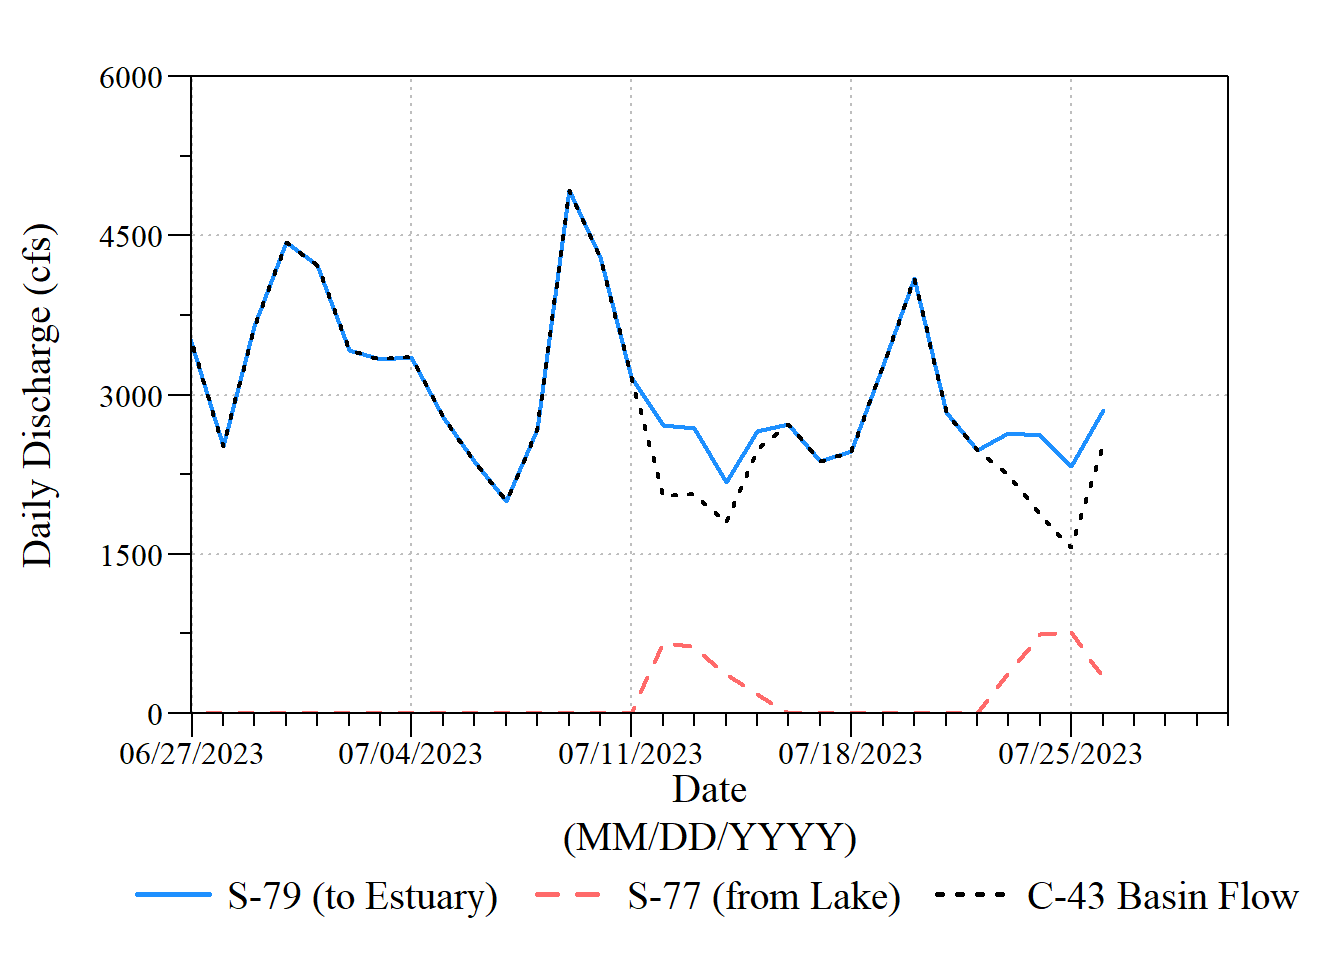 6000
4500
3000
1500
0
Daily Discharge (cfs)
06/27/2023 07/04/2023 07/11/2023 07/18/2023 07/25/2023
Date
(MM/DD/YYYY)
S-79 (to Estuary) S-77 (from Lake) C-43 Basin Flow